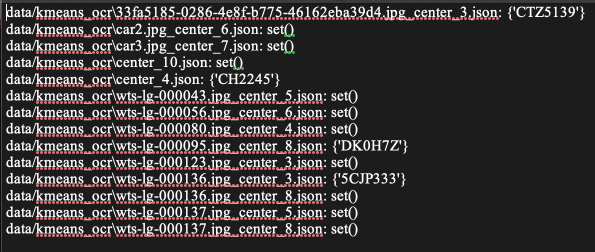 data/kmeans_ocr\33fa5185-0286-4e8f-b775-46162eba39d4.jpg_center_3.json: {'CTZ5139'}
data/kmeans_ocr\car2.jpg_center_6.json: set()
data/kmeans_ocr\car3.jpg_center_7.json: set()
data/kmeans_ocr\center_10.json: set()
data/kmeans_ocr\center_4.json: {'CH2245'}
data/kmeans_ocr\wts-lg-000043.jpg_center_5.json: set()
data/kmeans_ocr\wts-lg-000056.jpg_center_6.json: set()
data/kmeans_ocr\wts-lg-000080.jpg_center_4.json: set()
data/kmeans_ocr\wts-lg-000095.jpg_center_8.json: {'DK0H7Z'}
data/kmeans_ocr\wts-lg-000123.jpg_center_3.json: set()
data/kmeans_ocr\wts-lg-000136.jpg_center_3.json: {'5CJP333'}
data/kmeans_ocr\wts-lg-000136.jpg_center_8.json: set()
data/kmeans_ocr\wts-lg-000137.jpg_center_5.json: set()
data/kmeans_ocr\wts-lg-000137.jpg_center_8.json: set()